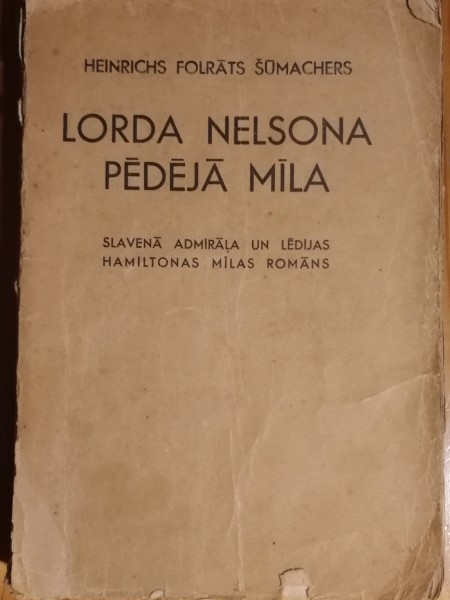 HEINRICHS FOLRĀTS ŠŪMACHERS
LORDA NELSONA
PĒDĒJĀ MĪLA
SLAVENĀ ADMIRĀĻA UN LĒDIJAS
HAMILTONAS MĪLAS ROMĀNS